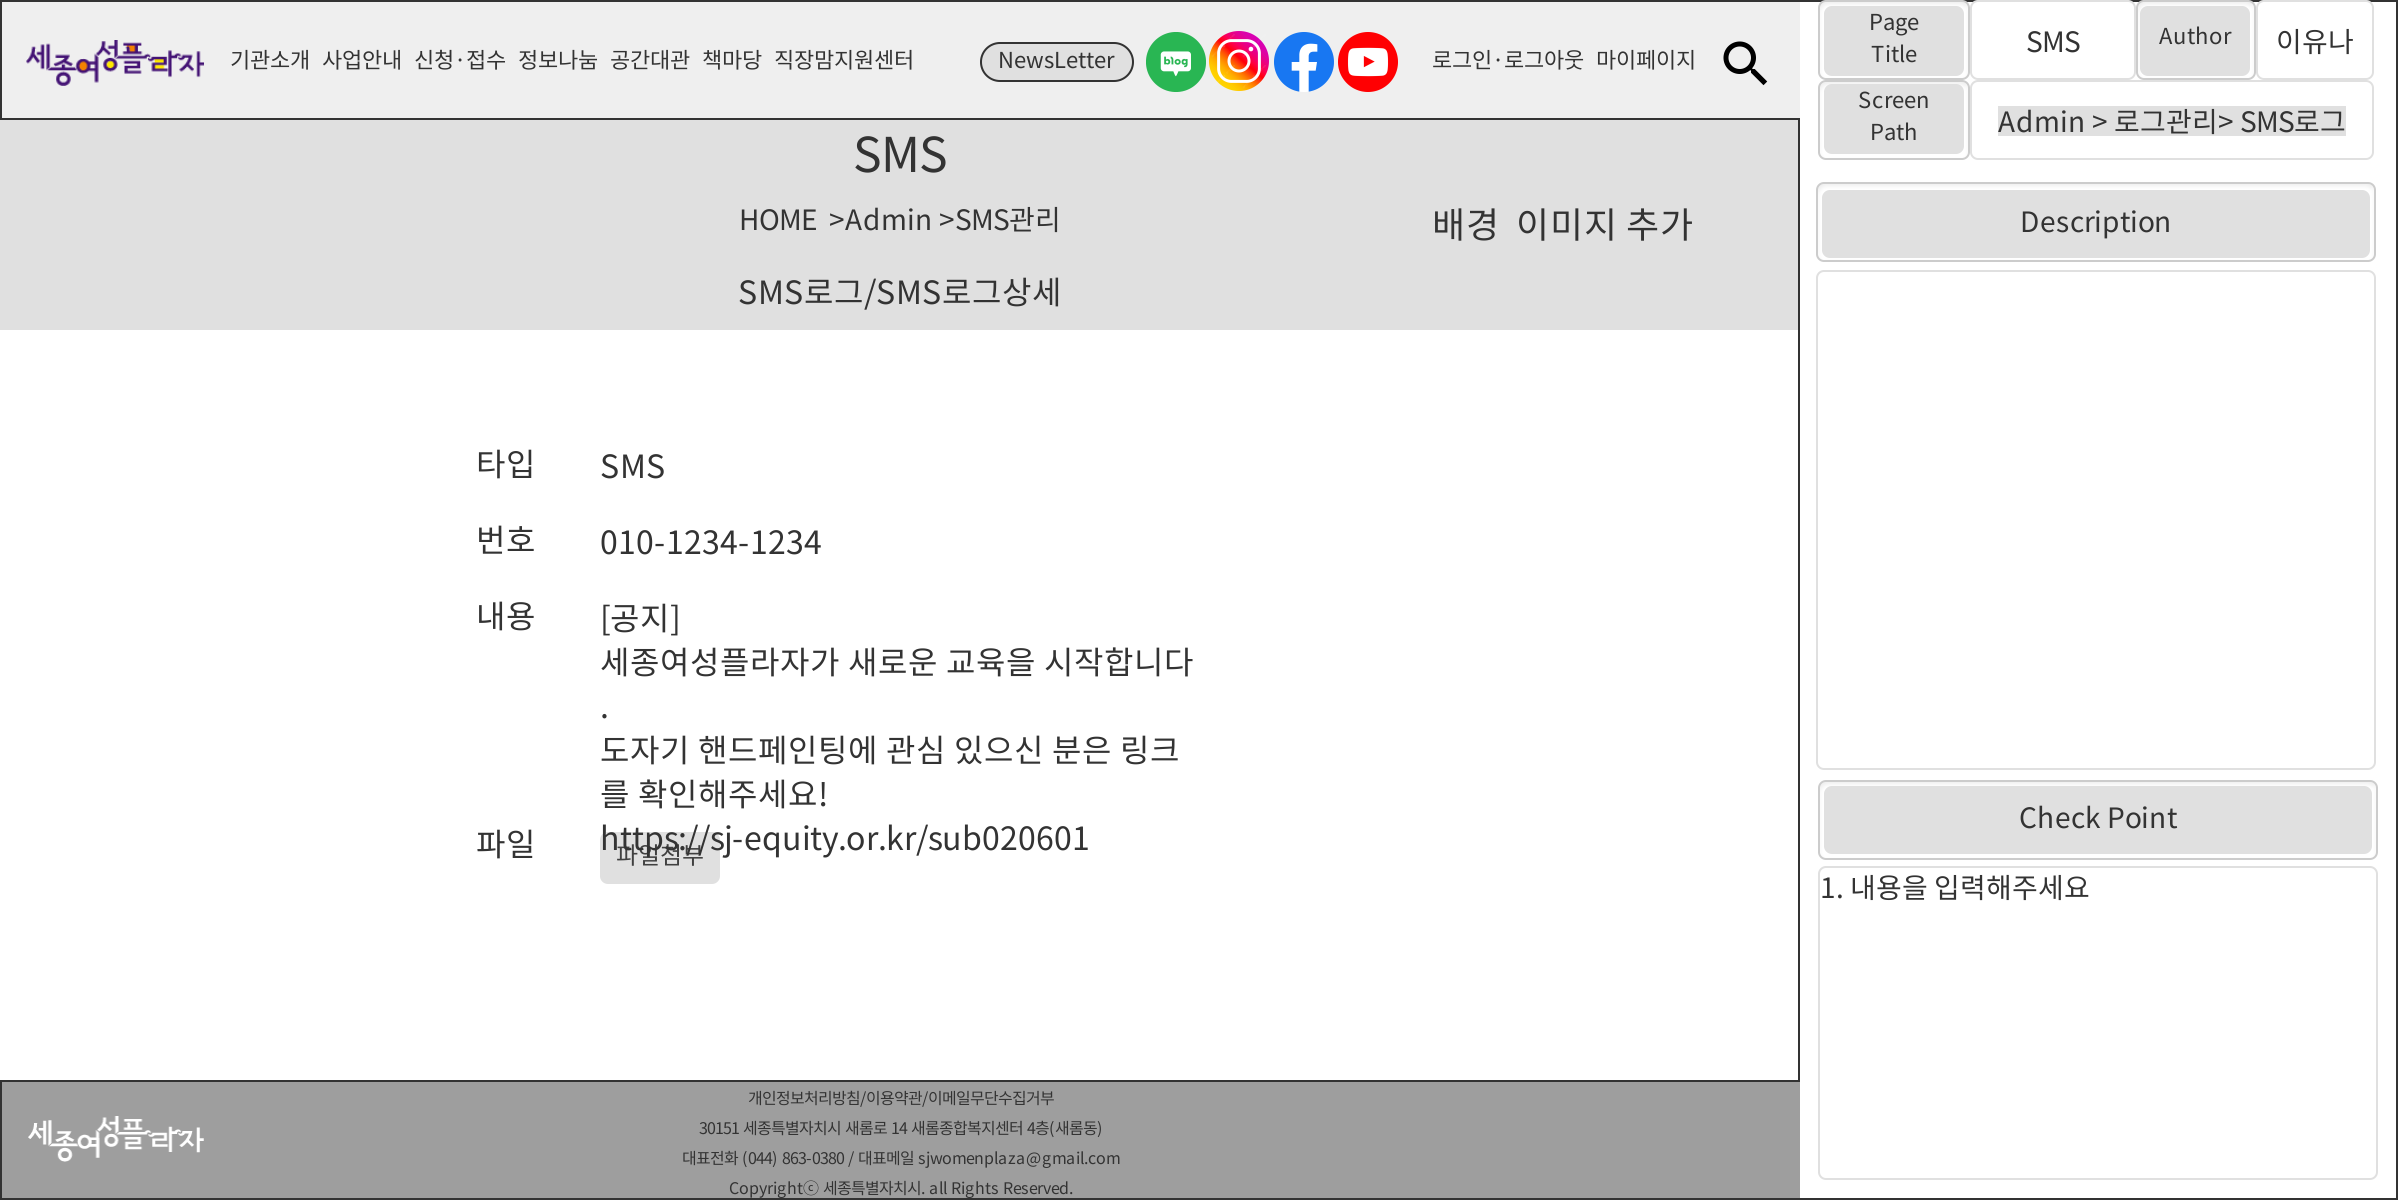 세종여성플라자
기관소개 사업안내 신청·접수 정보나눔 공간대관 책마당 직장맘지원센터
NewsLetter
blog
로그인·로그아웃 마이페이지
SMS
HOME >Admin >SMS관리
배경 이미지 추가
SMS로그/SMS로그상세
타입
SMS
번호
010-1234-1234
내용
[공지]
세종여성플라자가 새로운 교육을 시작합니다
.
도자기 핸드페인팅에 관심 있으신 분은 링크
를 확인해주세요!
https://sj-equity.or.kr/sub020601
파일
파일첨부
세종여성플라자
개인정보처리방침/이용약관/이메일무단수집거부
30151 세종특별자치시 새롬로 14 새롬종합복지센터 4층(새롬동)
대표전화 (044) 863-0380 / 대표메일 sjwomenplaza@gmail.com
Copyrightⓒ 세종특별자치시. all Rights Reserved.
Page
Title
SMS
Author
이유나
Screen
Path
Admin > 로그관리> SMS로그
Description
Check Point
1. 내용을 입력해주세요